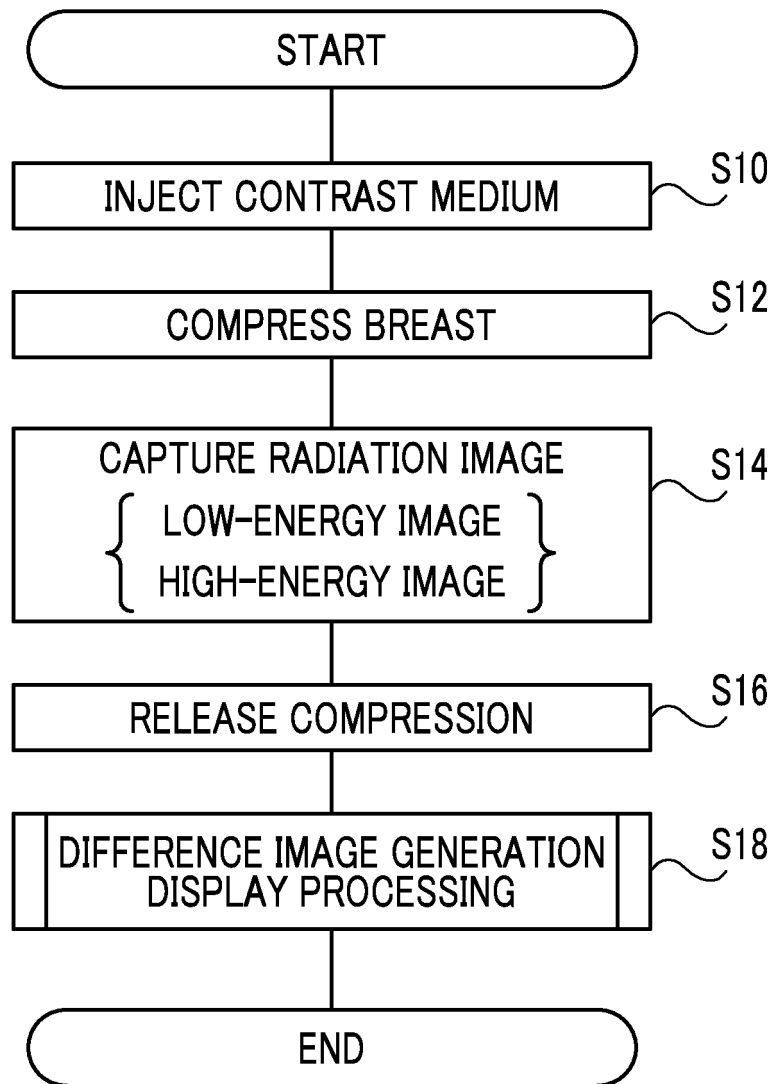 START
INJECT CONTRAST MEDIUM
S10
COMPRESS BREAST
S12
CAPTURE RADIATION IMAGE
S14
LOW-ENERGY IMAGE
HIGH-ENERGY IMAGE
RELEASE COMPRESSION
S16
DIFFERENCE IMAGE GENERATION
DISPLAY PROCESSING
S18
END